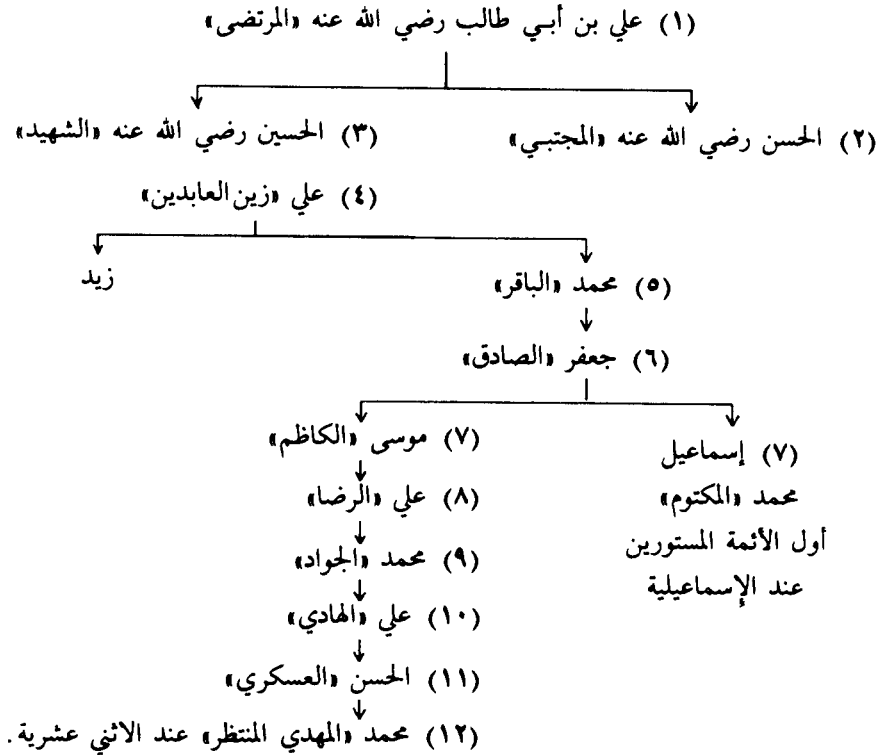 (١) علي بن أبـي طالب رضي الله عنه «المرتضى»
(٢) الحسن رضي الله عنه «المجتبـي»
(٣) الحسين رضي الله عنه «الشهيد»
(٤) علي «زين العابدين»
(٥) محمد «الباقر»
زيد
(٦) جعفر «الصادق»
(٧) إسماعيل
محمد «المكتوم»
أول الأئمة المستورين
عند الإسماعيلية
(٧) موسى «الكاظم»
(٨) علي «الرضا»
(٩) محمد «الجواد»
(١٠) علي «الهادي»
(١١) الحسن «العسكري»
(١٢) محمد «المهدي المنتظر» عند الاثني عشرية.